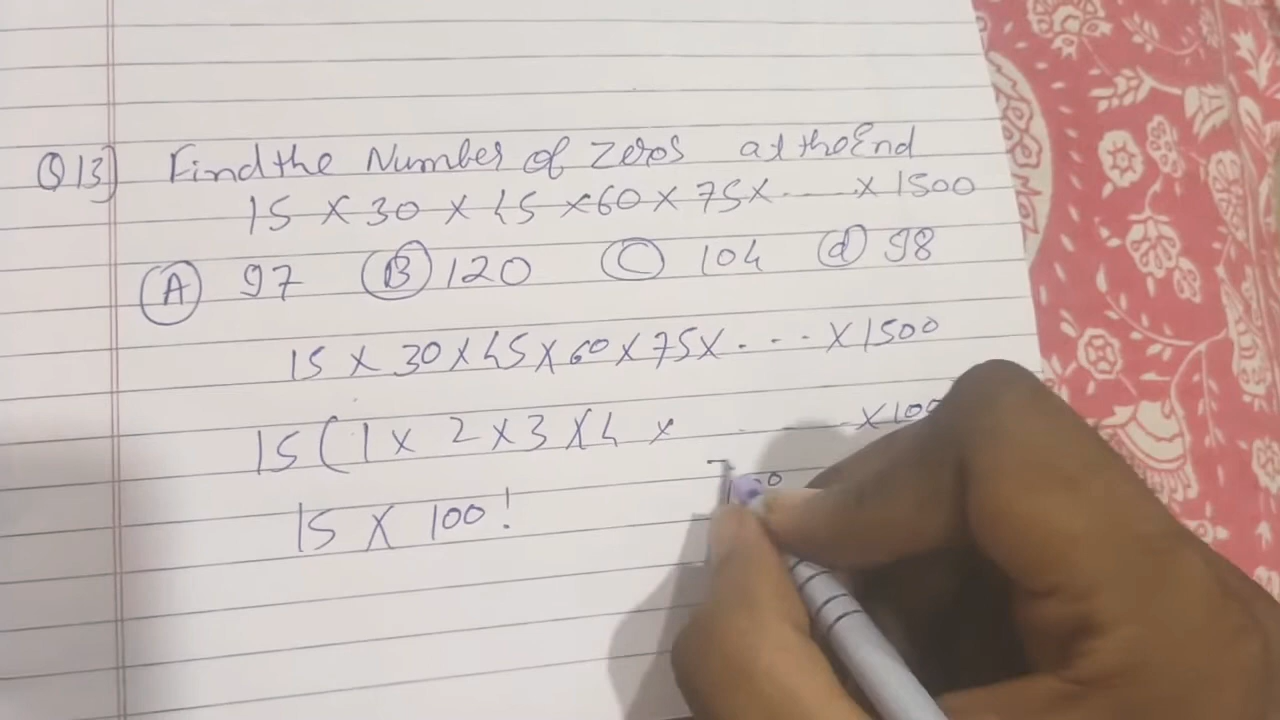 Q13] Find the Number of Zeros at the End
15 × 30 × 45 × 60 × 75 × ..... × 1500
(A) 97 (B) 120 (C) 104 (d) 98
15 × 30 × 45 × 60 × 75 × .... × 1500
15 ( 1 × 2 × 3 × 4 × ..... × 100
15 × 100!